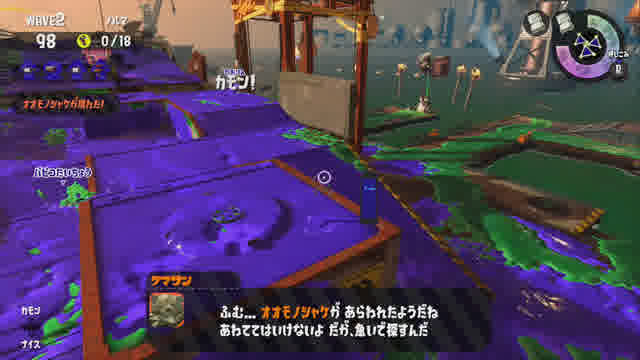 WAVE2
ノルマ
98
0/18
オオモノシャケが現れた!
カモン!
パピコたいちょう
クマサン
ふむ... オオモノシャケが あらわれたようだね
あわててはいけないよ だが、急いで探すんだ
カモン
ナイス